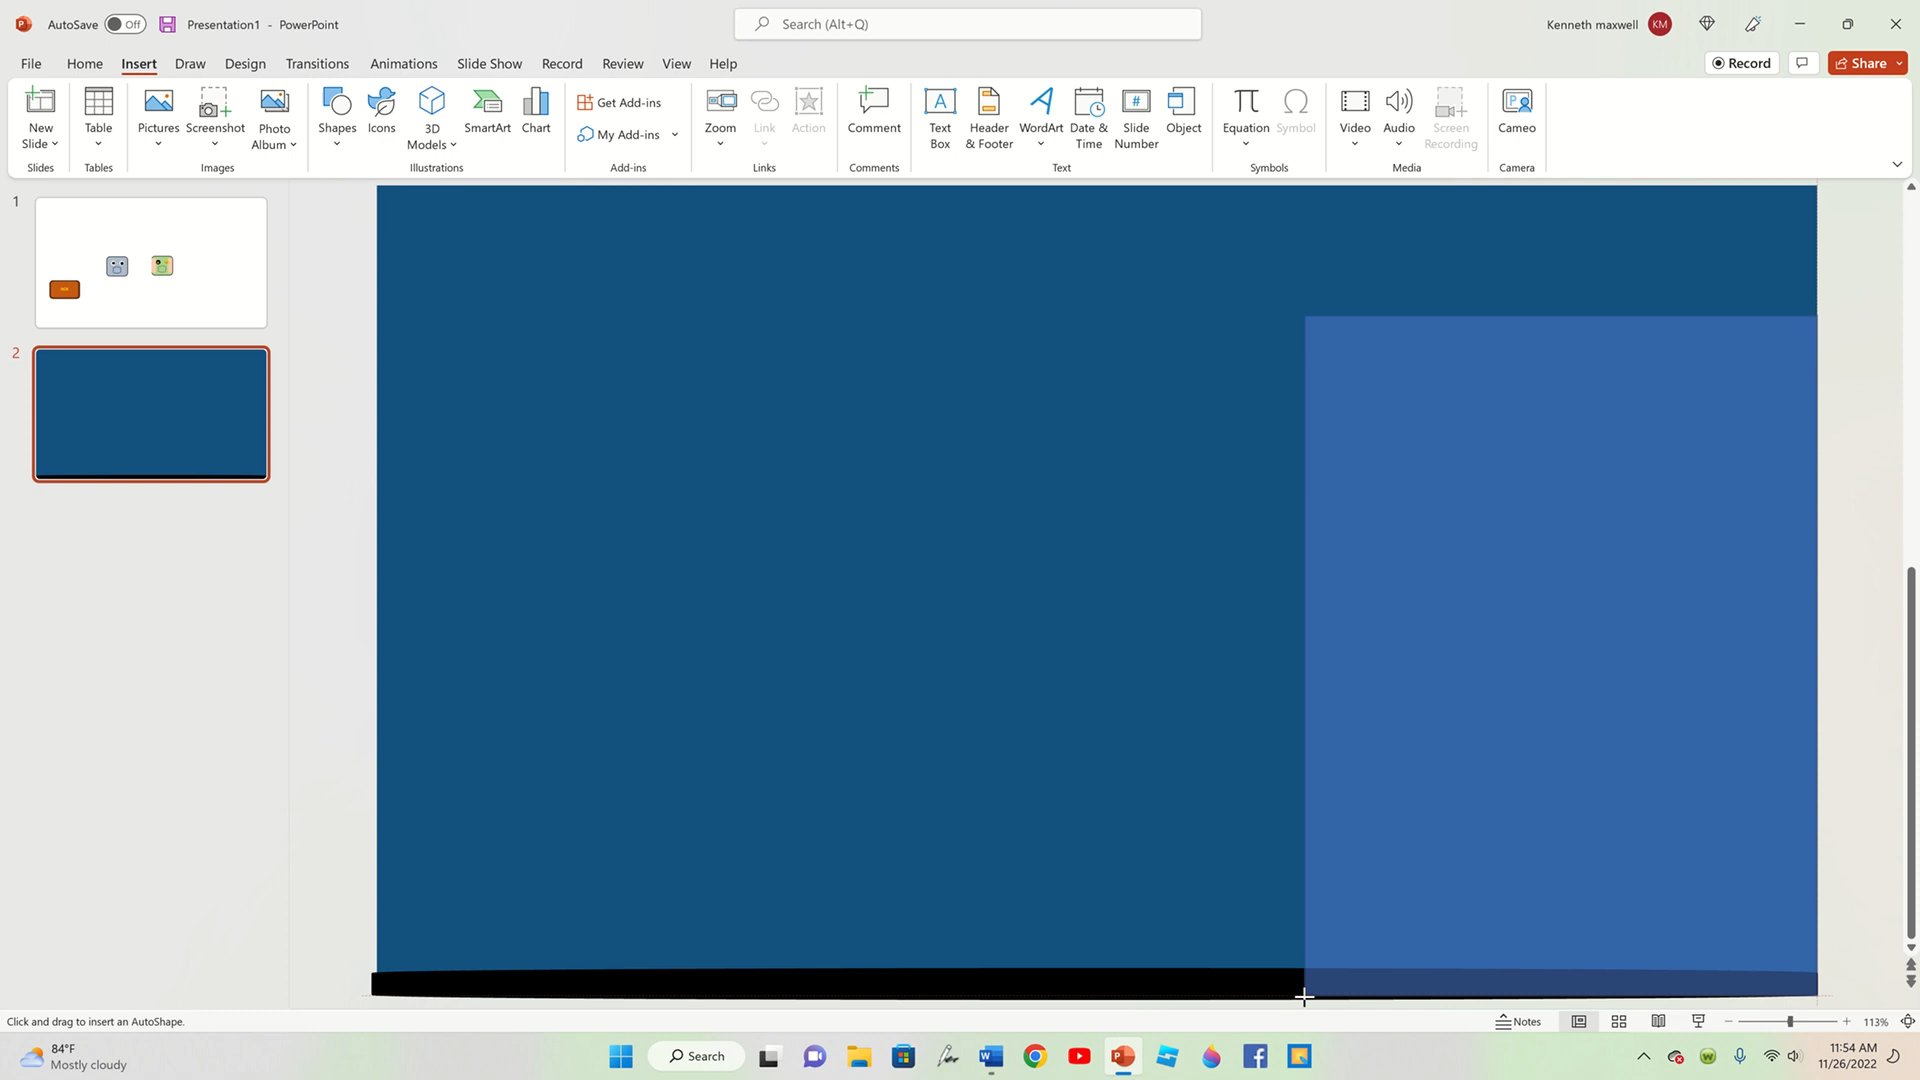 AutoSave Off Presentation1 - PowerPoint Search (Alt+Q) Kenneth maxwell KM
File Home Insert Draw Design Transitions Animations Slide Show Record Review View Help Record Share
New Slide Table Pictures Screenshot Photo Album Shapes Icons 3D Models SmartArt Chart Get Add-ins My Add-ins Zoom Link Action Comment Text Box Header & Footer WordArt Date & Time Slide Number Object Equation Symbol Video Audio Screen Recording Cameo
Slides Tables Images Illustrations Add-ins Links Comments Text Symbols Media Camera
1
2
Click and drag to insert an AutoShape. Notes 113%
84°F
Mostly cloudy
Search
11:54 AM
11/26/2022